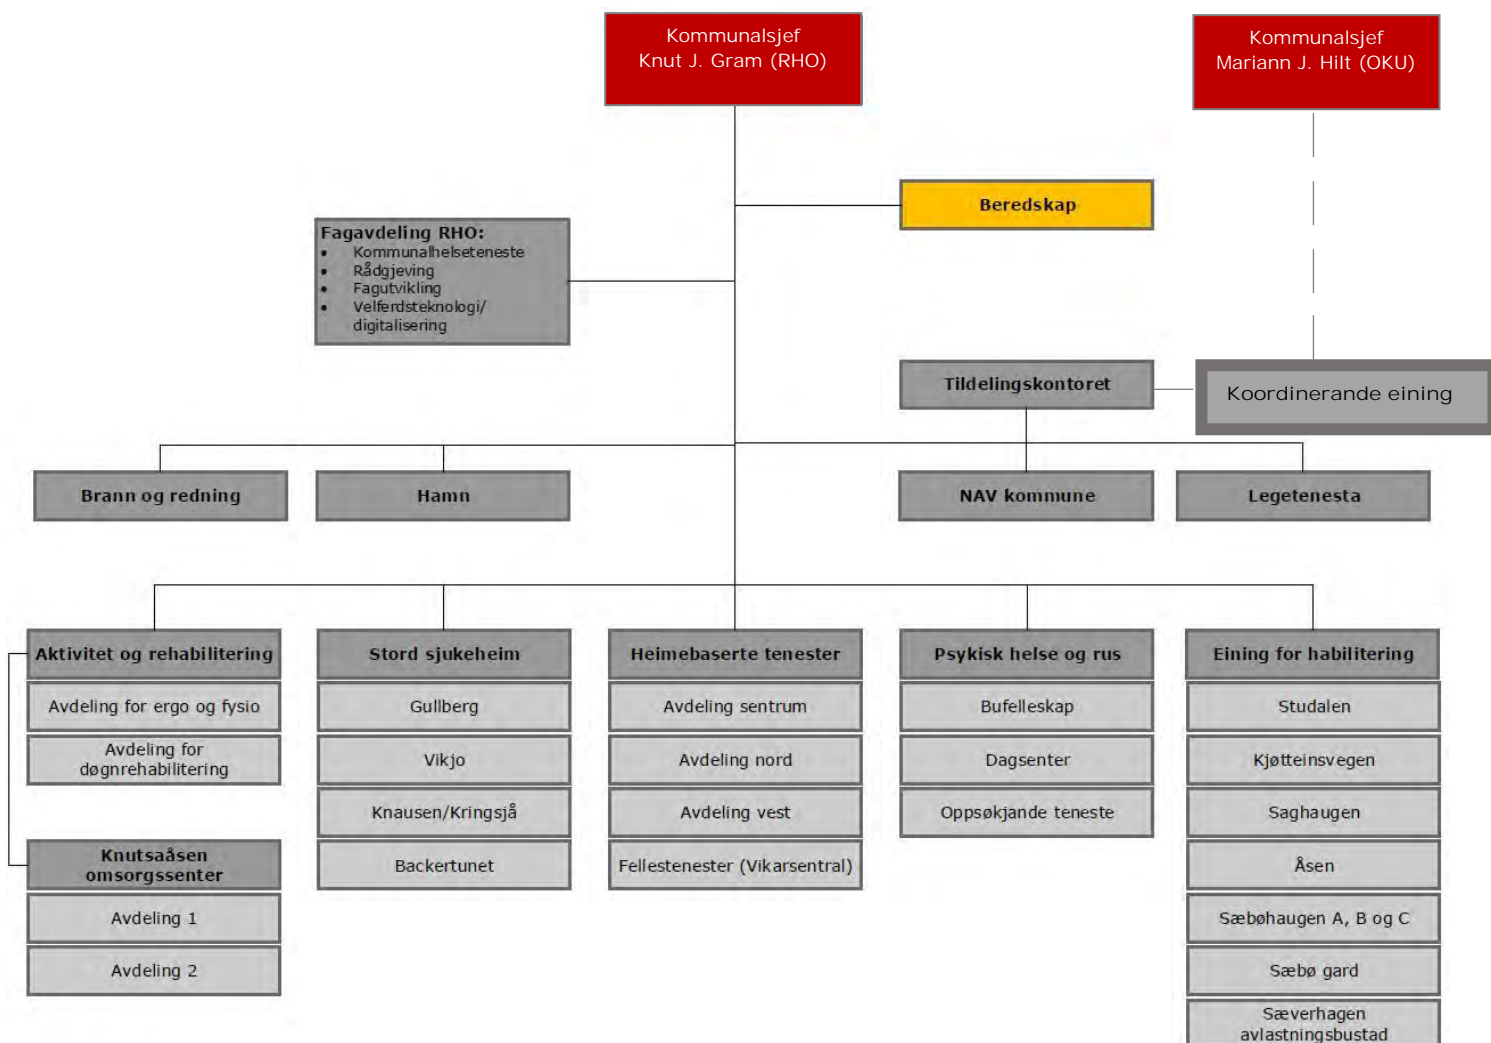 Kommunalsjef
Knut J. Gram (RHO)
Kommunalsjef
Mariann J. Hilt (OKU)
Beredskap
Fagavdeling RHO:
• Kommunalhelseteneste
• Rådgjeving
• Fagutvikling
• Velferdsteknologi/
digitalisering
Tildelingskontoret
Koordinerande eining
Brann og redning
Hamn
NAV kommune
Legetenesta
Aktivitet og rehabilitering
Avdeling for ergo og fysio
Avdeling for
døgnrehabilitering
Knutsaåsen
omsorgssenter
Avdeling 1
Avdeling 2
Stord sjukeheim
Gullberg
Vikjo
Knausen/Kringsjå
Backertunet
Heimebaserte tenester
Avdeling sentrum
Avdeling nord
Avdeling vest
Fellestenester (Vikarsentral)
Psykisk helse og rus
Bufelleskap
Dagsenter
Oppsøkjande teneste
Eining for habilitering
Studalen
Kjøtteinsvegen
Saghaugen
Åsen
Sæbøhaugen A, B og C
Sæbø gard
Sæverhagen
avlastningsbustad